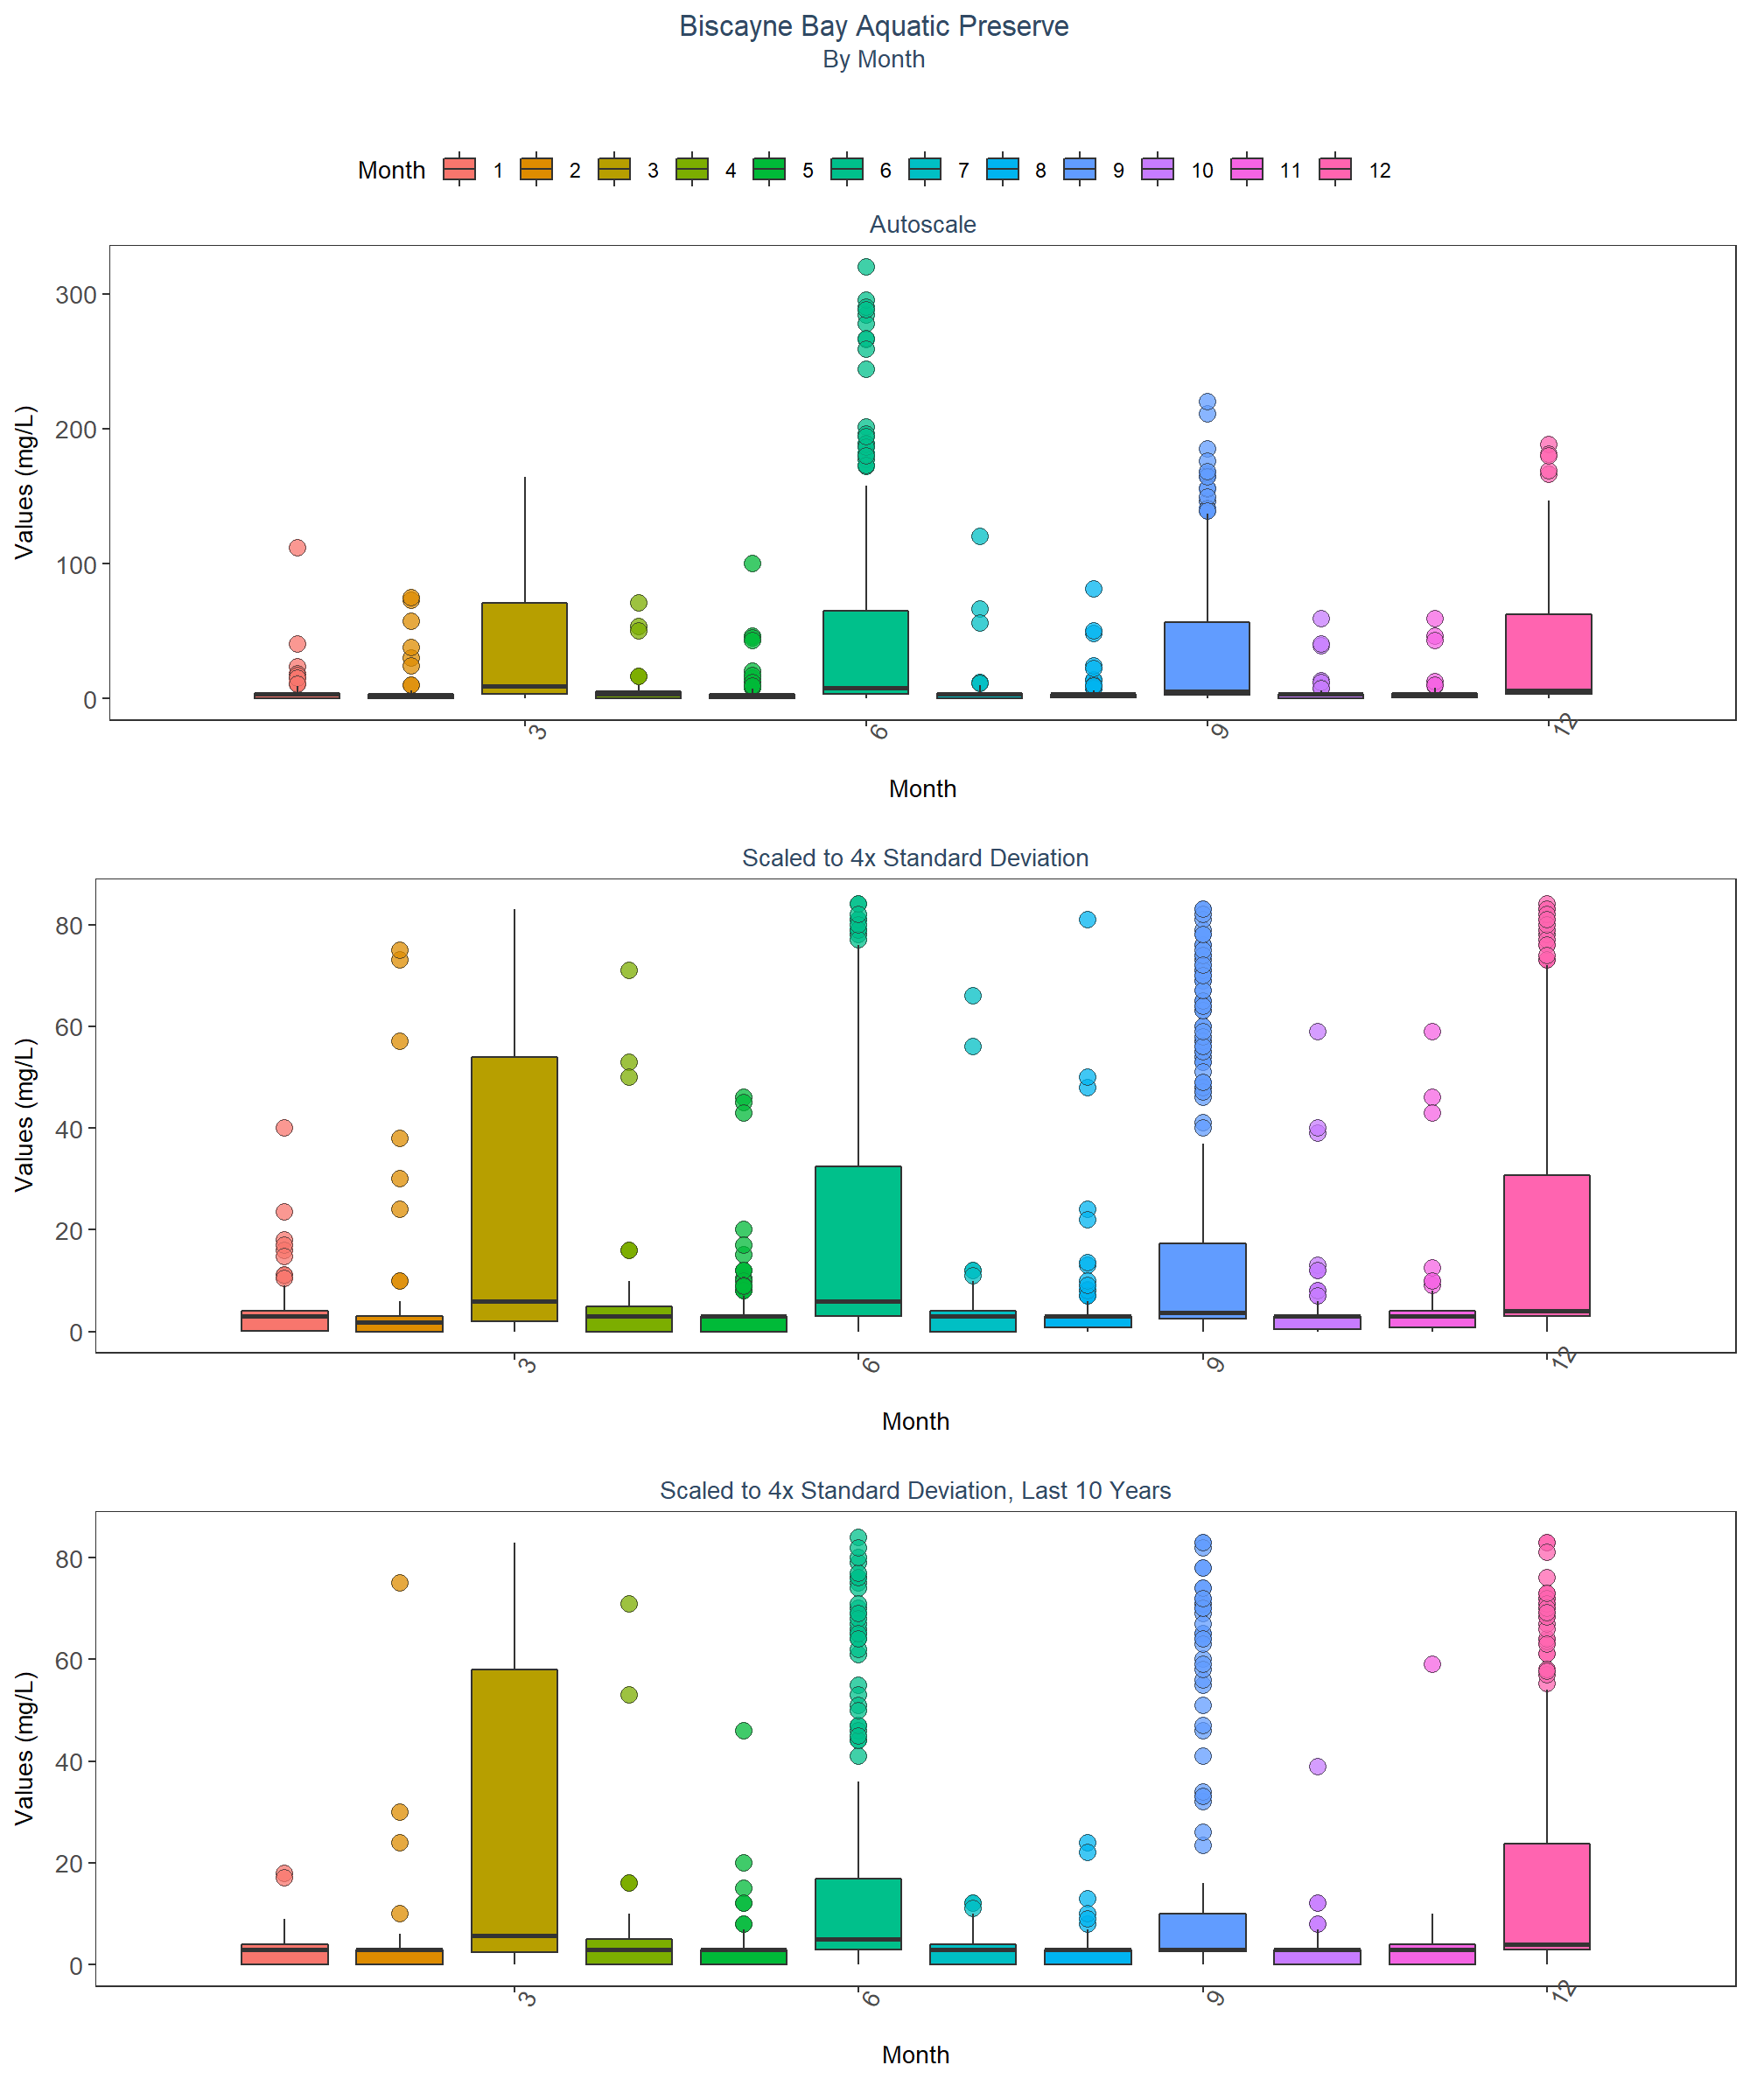 Biscayne Bay Aquatic Preserve
By Month
Month 1 2 3 4 5 6 7 8 9 10 11 12
Autoscale
Values (mg/L)
300
200
100
0
3 6 9 12
Month
Scaled to 4x Standard Deviation
Values (mg/L)
80
60
40
20
0
3 6 9 12
Month
Scaled to 4x Standard Deviation, Last 10 Years
Values (mg/L)
80
60
40
20
0
3 6 9 12
Month